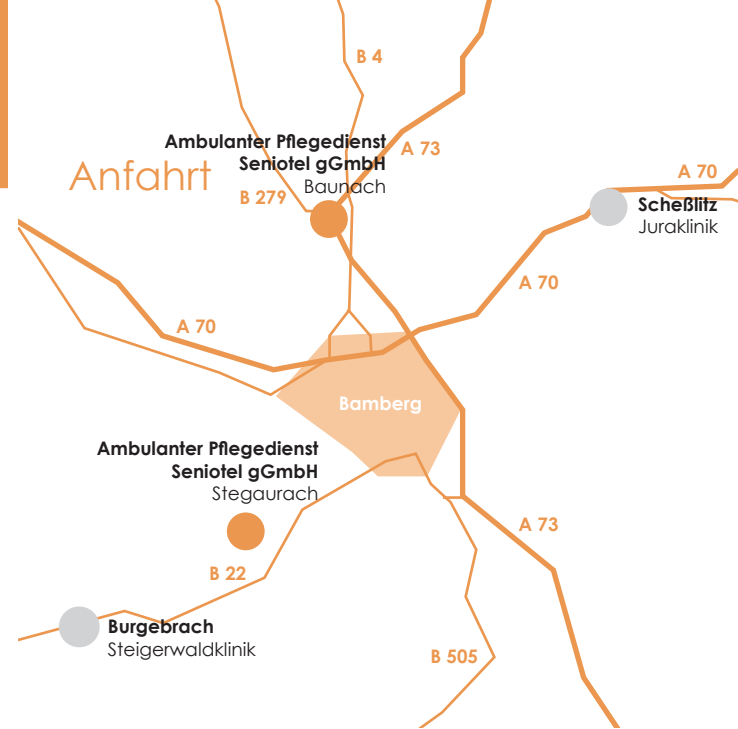 B 4
Ambulanter Pflegedienst
Seniotel gGmbH
Baunach
A 73
Anfahrt
B 279
A 70
Scheßlitz
Juraklinik
A 70
A 70
Bamberg
Ambulanter Pflegedienst
Seniotel gGmbH
Stegaurach
A 73
B 22
Burgebrach
Steigerwaldklinik
B 505